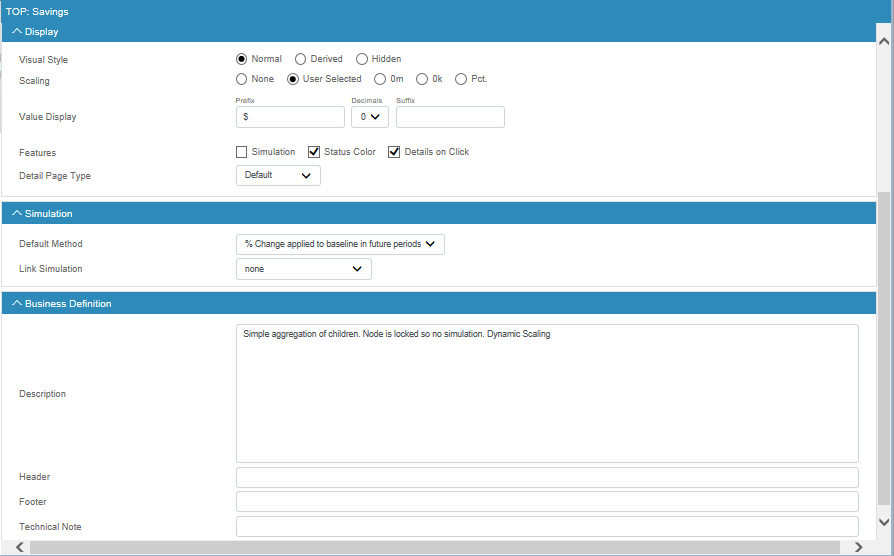 TOP: Savings
Display
Visual Style Normal Derived Hidden
Scaling None User Selected 0m 0k Pct.
Prefix Decimals Suffix
Value Display $ 0
Features Simulation Status Color Details on Click
Detail Page Type Default
Simulation
Default Method % Change applied to baseline in future periods
Link Simulation none
Business Definition
Simple aggregation of children. Node is locked so no simulation. Dynamic Scaling
Description
Header
Footer
Technical Note